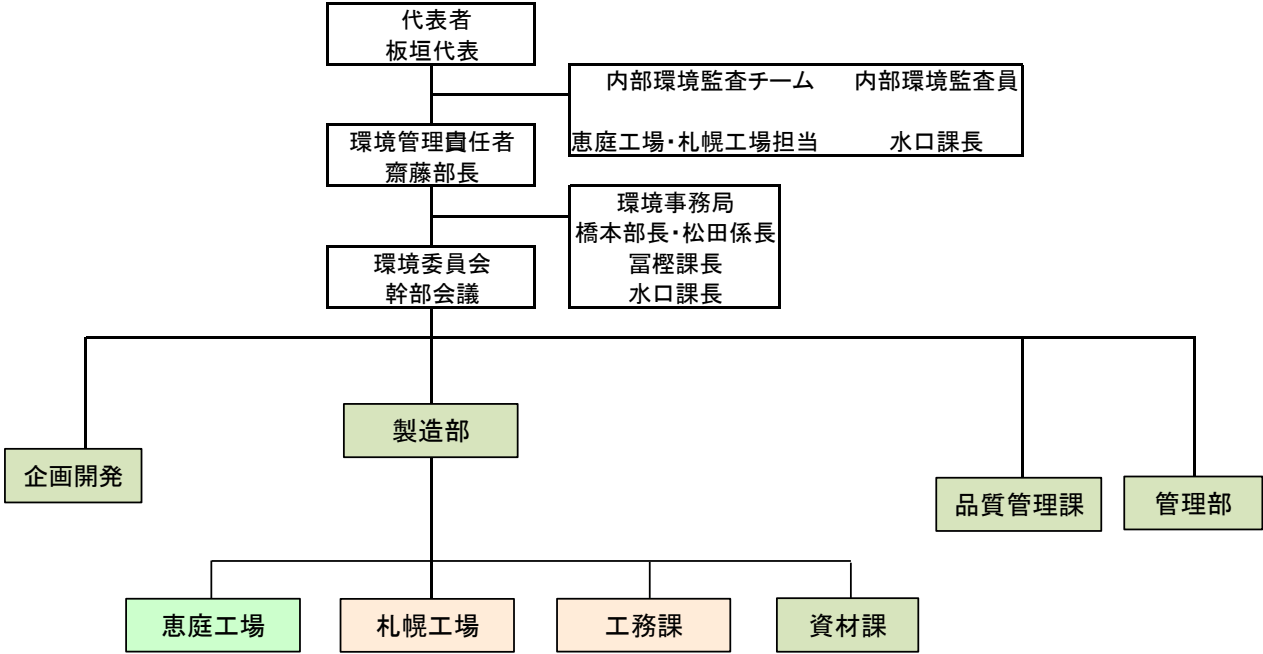 代表者
板垣代表
内部環境監査チーム 内部環境監査員
恵庭工場・札幌工場担当 水口課長
環境管理責任者
齋藤部長
環境事務局
橋本部長・松田係長
冨樫課長
水口課長
環境委員会
幹部会議
製造部
企画開発
品質管理課
管理部
恵庭工場
札幌工場
工務課
資材課